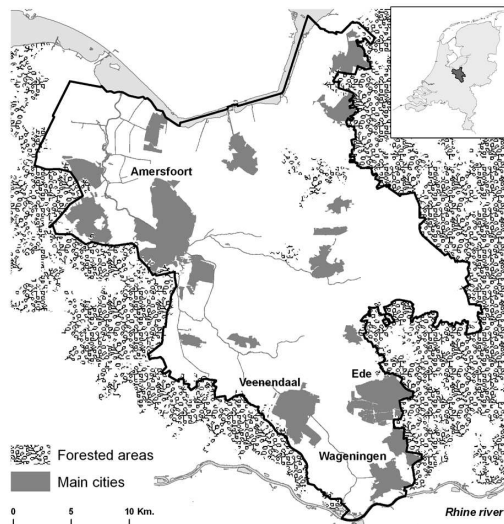 Amersfoort
Veenendaal
Ede
Wageningen
Forested areas
Main cities
0 5 10 Km.
Rhine river